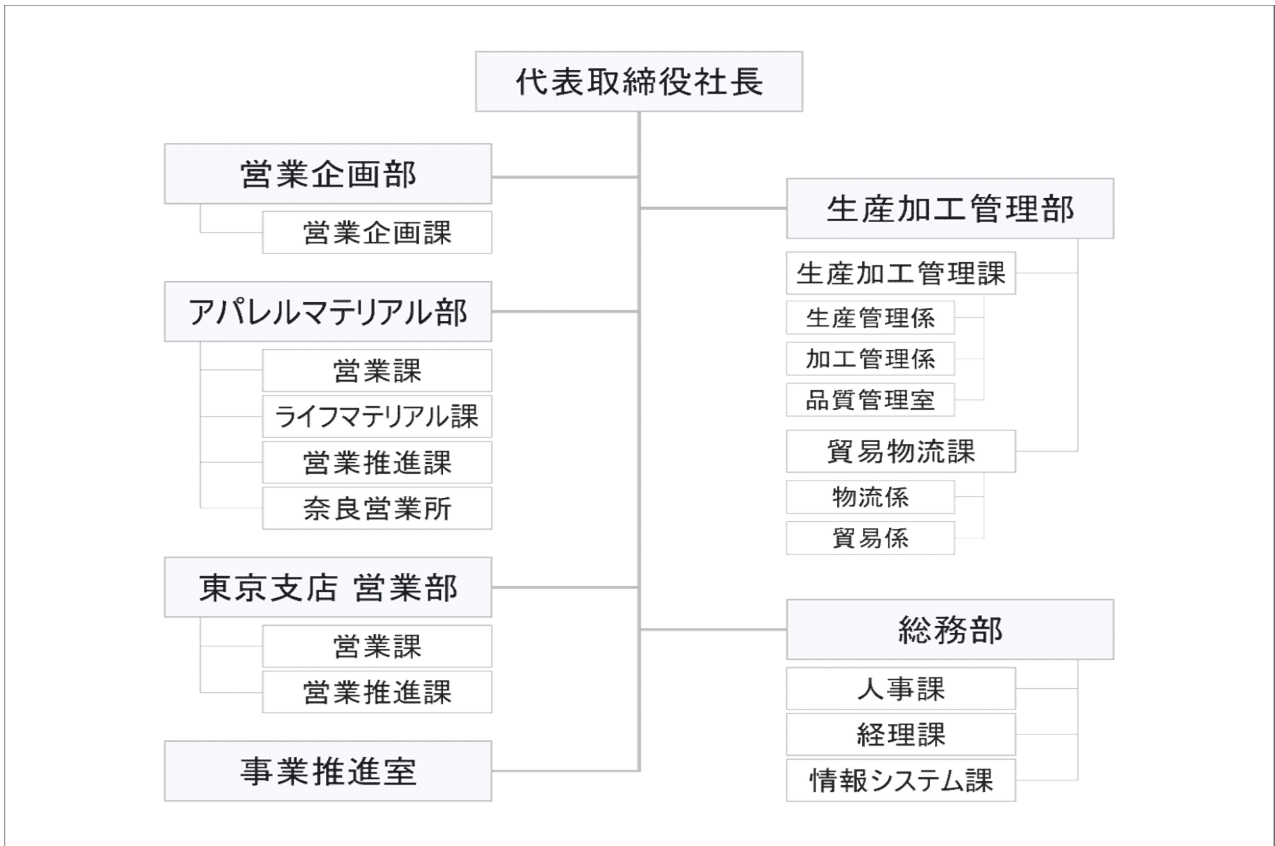 代表取締役社長
営業企画部
営業企画課
アパレルマテリアル部
営業課
ライフマテリアル課
営業推進課
奈良営業所
東京支店 営業部
営業課
営業推進課
事業推進室
生産加工管理部
生産加工管理課
生産管理係
加工管理係
品質管理室
貿易物流課
物流係
貿易係
総務部
人事課
経理課
情報システム課